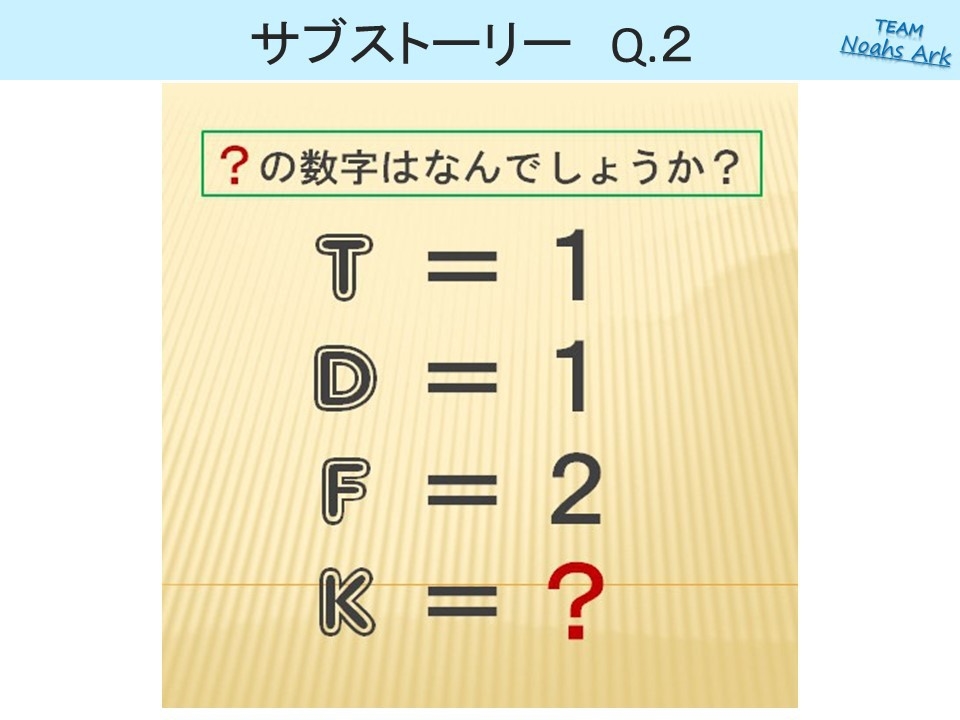 サブストーリー　Q.２
TEAM
Noahs Ark
？の数字はなんでしょうか？
T = 1
D = 1
F = 2
K = ?